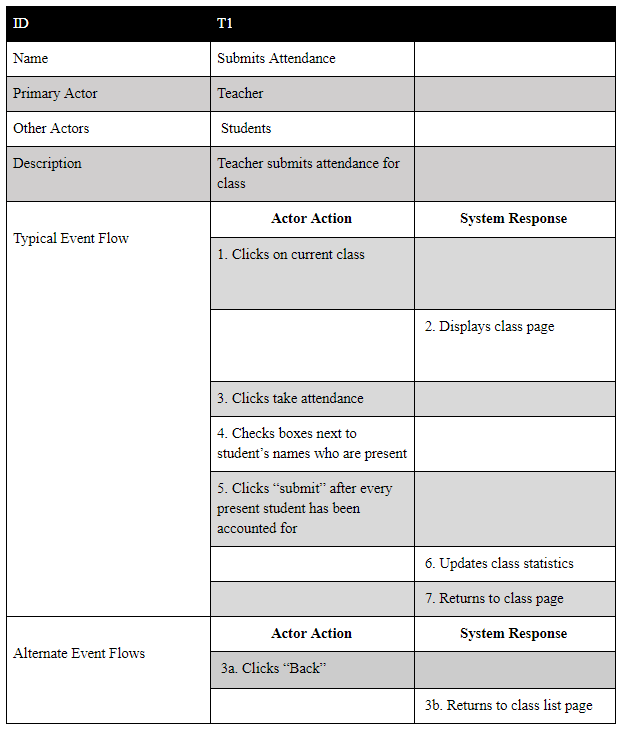 ID T1
Name Submits Attendance
Primary Actor Teacher
Other Actors Students
Description Teacher submits attendance for
class
Typical Event Flow
Actor Action System Response
1. Clicks on current class
2. Displays class page
3. Clicks take attendance
4. Checks boxes next to
student’s names who are present
5. Clicks “submit” after every
present student has been
accounted for
6. Updates class statistics
7. Returns to class page
Alternate Event Flows
Actor Action System Response
3a. Clicks “Back”
3b. Returns to class list page